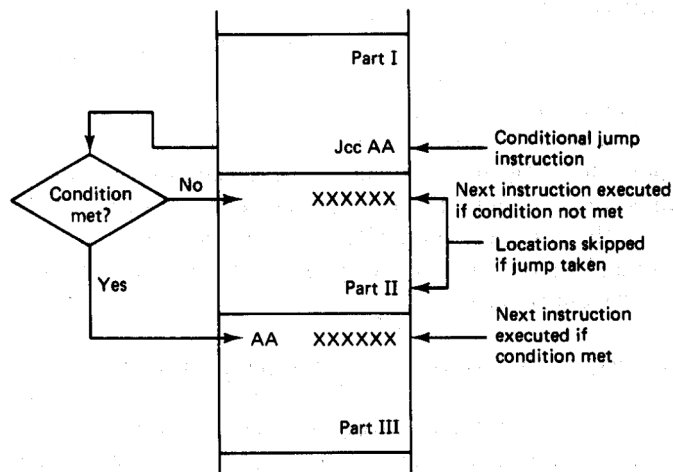 Part I
Jcc AA
Conditional jump
instruction
Condition
met?
No
XXXXXX
Next instruction executed
if condition not met
Locations skipped
if jump taken
Yes
Part II
AA XXXXXX
Next instruction
executed if
condition met
Part III